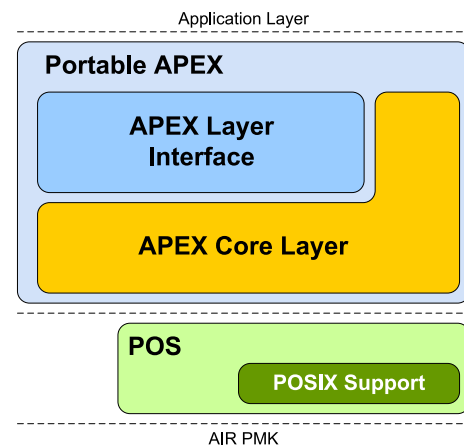 Application Layer
Portable APEX
APEX Layer
Interface
APEX Core Layer
POS
POSIX Support
AIR PMK